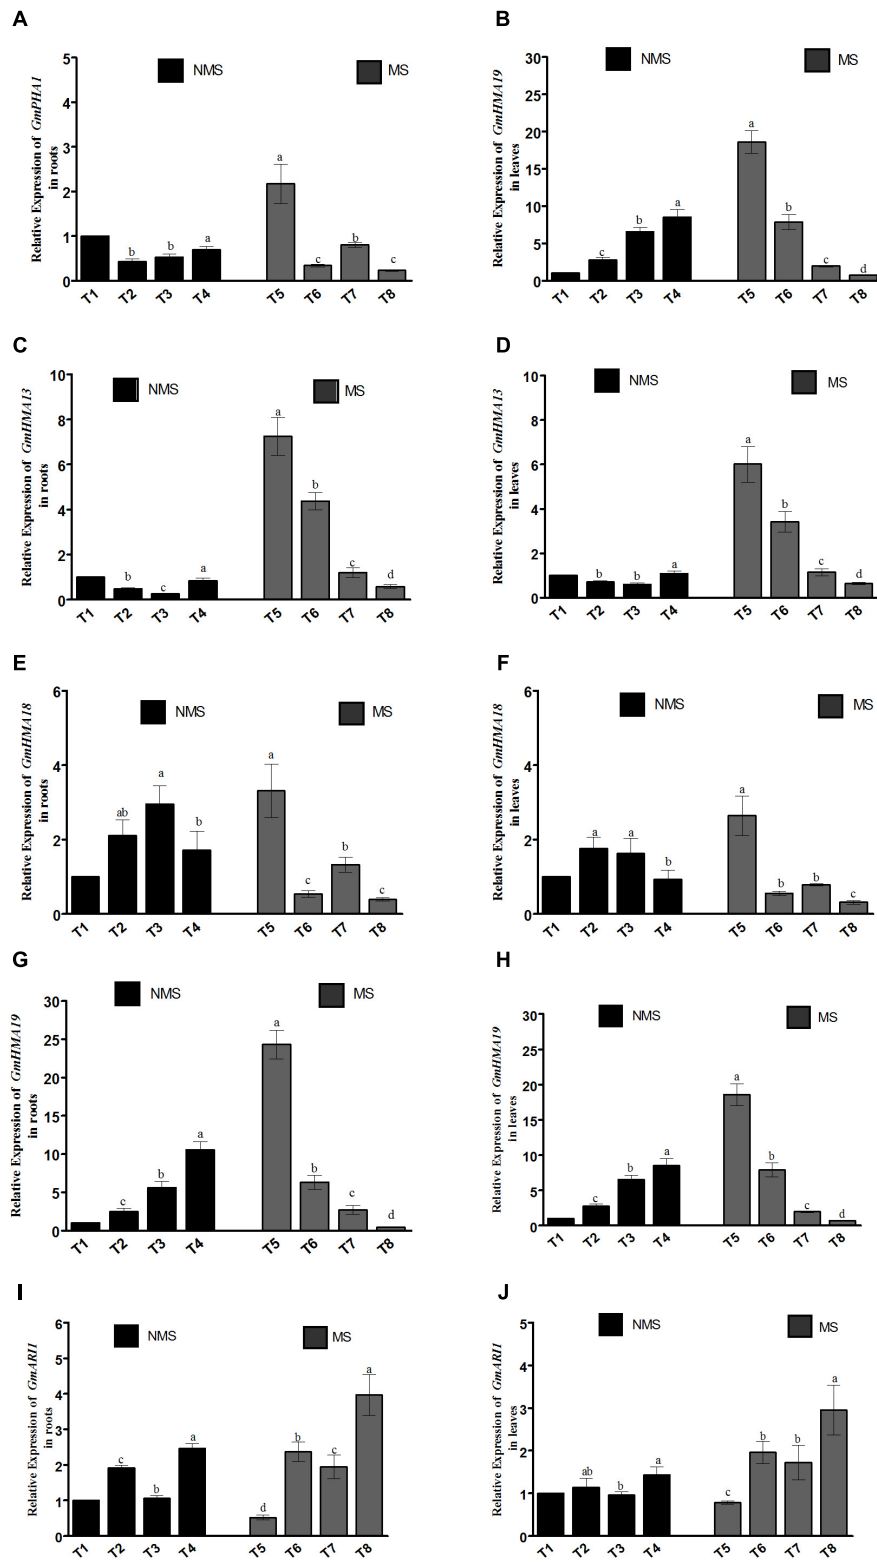 A
NMS
MS
Relative Expression of GmPHA1
in roots
5
4
3
2
1
0
b
b
a
a
c
b
c
T1 T2 T3 T4 T5 T6 T7 T8
B
NMS
MS
Relative Expression of GmHMA19
in leaves
30
25
20
15
10
5
0
c
b
a
a
b
c
d
T1 T2 T3 T4 T5 T6 T7 T8
C
NMS
MS
Relative Expression of GmHMA13
in roots
10
8
6
4
2
0
b
c
a
a
b
c
d
T1 T2 T3 T4 T5 T6 T7 T8
D
NMS
MS
Relative Expression of GmHMA13
in leaves
10
8
6
4
2
0
b
b
a
a
b
c
d
T1 T2 T3 T4 T5 T6 T7 T8
E
NMS
MS
Relative Expression of GmHMA18
in roots
6
4
2
0
ab
a
b
a
c
b
c
T1 T2 T3 T4 T5 T6 T7 T8
F
NMS
MS
Relative Expression of GmHMA18
in leaves
6
4
2
0
a
a
b
a
b
b
c
T1 T2 T3 T4 T5 T6 T7 T8
G
NMS
MS
Relative Expression of GmHMA19
in roots
30
25
20
15
10
5
0
c
b
a
a
b
c
d
T1 T2 T3 T4 T5 T6 T7 T8
H
NMS
MS
Relative Expression of GmHMA19
in leaves
30
25
20
15
10
5
0
c
b
a
a
b
c
d
T1 T2 T3 T4 T5 T6 T7 T8
I
NMS
MS
Relative Expression of GmARI1
in roots
6
5
4
3
2
1
0
c
b
a
d
b
c
a
T1 T2 T3 T4 T5 T6 T7 T8
J
NMS
MS
Relative Expression of GmARI1
in leaves
5
4
3
2
1
0
ab
b
a
c
b
b
a
T1 T2 T3 T4 T5 T6 T7 T8